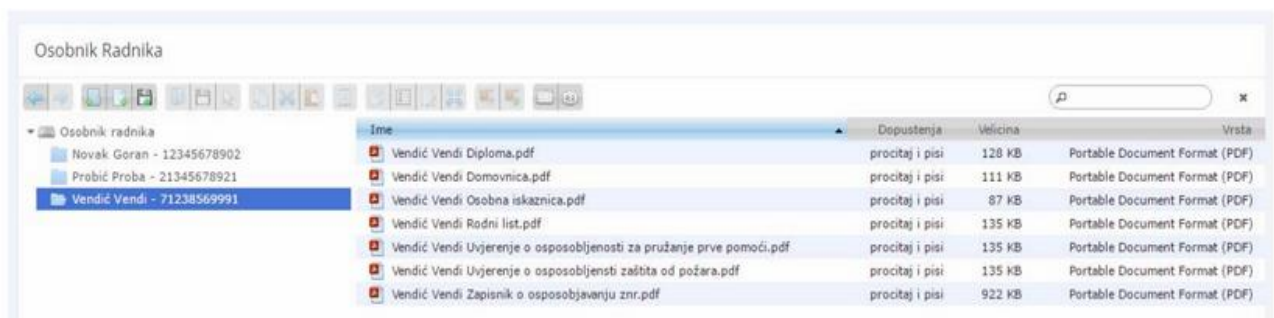 Osobnik Radnika
Osobnik radnika
Novak Goran - 12345678902
Probić Proba - 21345678921
Vendić Vendi - 71238569991
Ime Dopustenja Velicina Vrsta
Vendić Vendi Diploma.pdf procitaj i pisi 128 KB Portable Document Format (PDF)
Vendić Vendi Domovnica.pdf procitaj i pisi 111 KB Portable Document Format (PDF)
Vendić Vendi Osobna iskaznica.pdf procitaj i pisi 87 KB Portable Document Format (PDF)
Vendić Vendi Rodni list.pdf procitaj i pisi 135 KB Portable Document Format (PDF)
Vendić Vendi Uvjerenje o osposobljenosti za pružanje prve pomoći.pdf procitaj i pisi 135 KB Portable Document Format (PDF)
Vendić Vendi Uvjerenje o osposobljensti zaštita od požara.pdf procitaj i pisi 135 KB Portable Document Format (PDF)
Vendić Vendi Zapisnik o osposobjavanju znr.pdf procitaj i pisi 922 KB Portable Document Format (PDF)